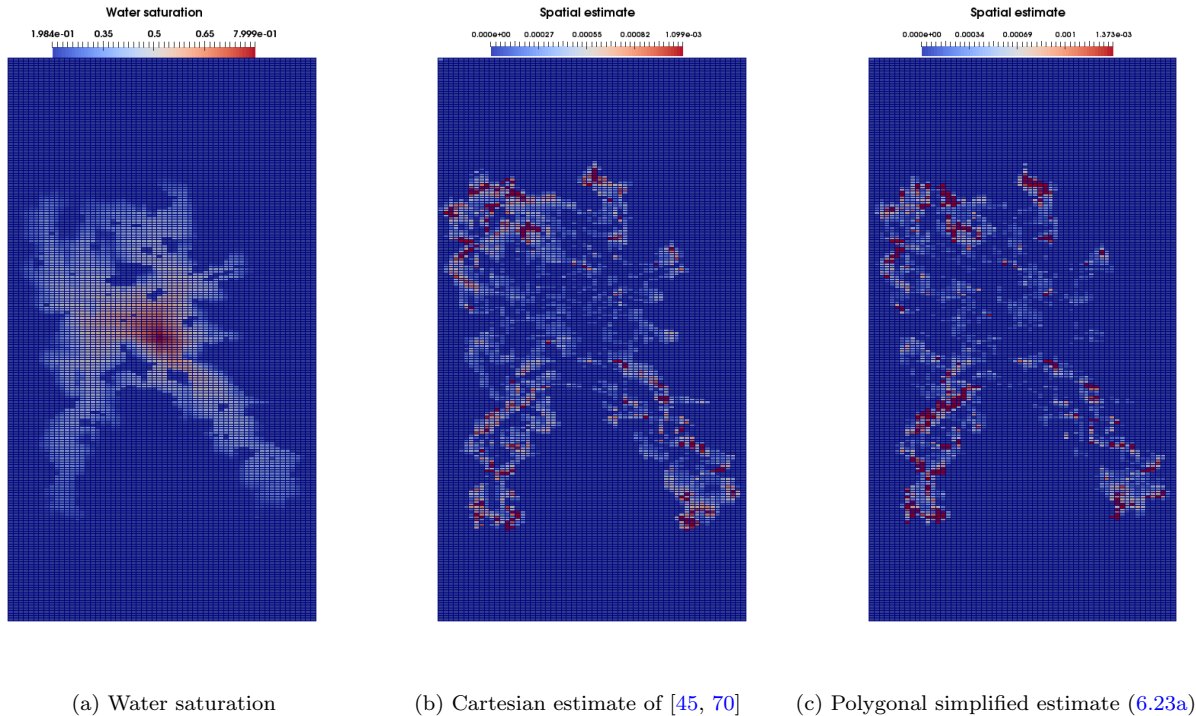 Water saturation
1.984e-01 0.35 0.5 0.65 7.999e-01
Spatial estimate
0.000e+00 0.00027 0.00055 0.00082 1.099e-03
Spatial estimate
0.000e+00 0.00034 0.00069 0.001 1.373e-03
(a) Water saturation
(b) Cartesian estimate of [45, 70]
(c) Polygonal simplified estimate (6.23a)